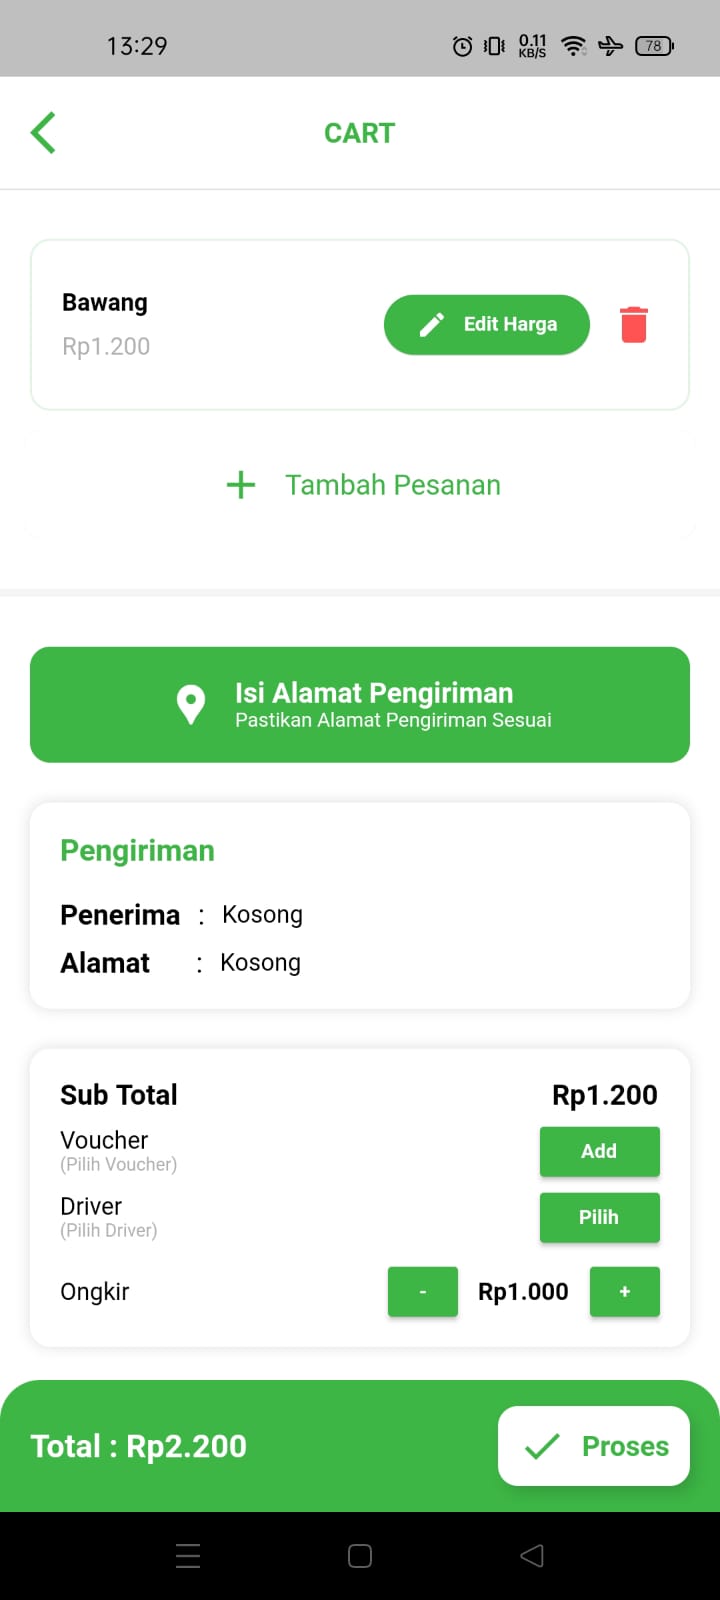 13:29
0.11
KB/S
78
CART
Bawang
Rp1.200
Edit Harga
Tambah Pesanan
Isi Alamat Pengiriman
Pastikan Alamat Pengiriman Sesuai
Pengiriman
Penerima : Kosong
Alamat : Kosong
Sub Total Rp1.200
Voucher
(Pilih Voucher)
Add
Driver
(Pilih Driver)
Pilih
Ongkir - Rp1.000 +
Total : Rp2.200
Proses